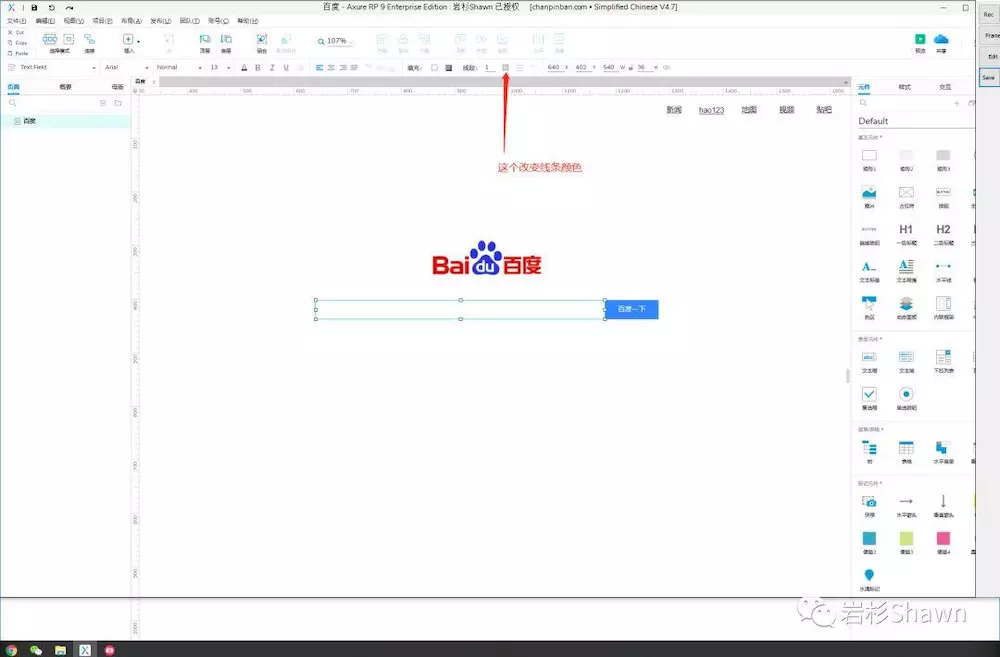 百度 - Axure RP 9 Enterprise Edition : 岩杉Shawn 已授权 [chanpinban.com • Simplified Chinese V4.7]
文件(F) 编辑(E) 视图(V) 项目(P) 布局(A) 发布(U) 团队(T) 账号(C) 帮助(H)
Rec
Cut
Copy
Paste
选择模式
连接
插入
顶层
底层
组合
107%
预览
共享
Edit
Save
Text Field
Arial
Normal
13
填充:
线段:
1
640 X 402 Y 540 W 36 H
页面
概要
母版
百度
元件
样式
交互
百度
新闻 hao123 地图 视频 贴吧
这个改变线条颜色
Bai du 百度
百度一下
Default
基本元件
矩形1 矩形2 矩形3
图片 占位符 按钮
H1 H2
链接按钮 一级标题 二级标题
文本标签 文本段落 水平线
热区 动态面板 内联框架
表单元件
文本框 文本域 下拉列表
复选框 单选按钮
树 表格 水平菜单
标记元件
快照 水平箭头 垂直箭头
便签2 便签3 便签4
水滴标记
岩杉Shawn